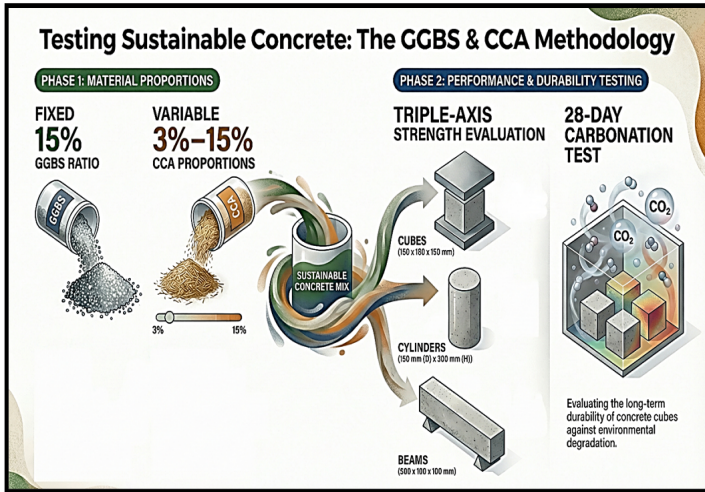 Testing Sustainable Concrete: The GGBS & CCA Methodology
PHASE 1: MATERIAL PROPORTIONS
FIXED
15%
GGBS RATIO
VARIABLE
3%–15%
CCA PROPORTIONS
GGBS
CCA
3%
15%
SUSTAINABLE
CONCRETE MIX
PHASE 2: PERFORMANCE & DURABILITY TESTING
TRIPLE-AXIS
STRENGTH EVALUATION
CUBES
(150 x 180 x 150 mm)
CYLINDERS
(150 mm (D) x 300 mm (H))
BEAMS
(500 x 100 x 100 mm)
28-DAY
CARBONATION
TEST
CO₂
CO₂
Evaluating the long-term
durability of concrete cubes
against environmental
degradation.